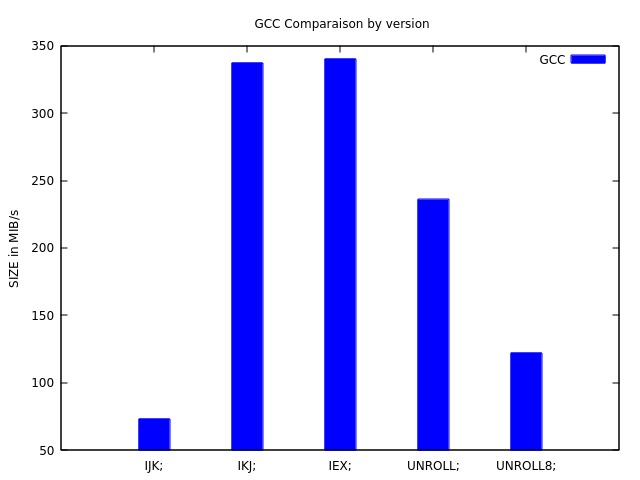 GCC Comparaison by version
GCC
SIZE in MIB/s
350
300
250
200
150
100
50
IJK; IKJ; IEX; UNROLL; UNROLL8;